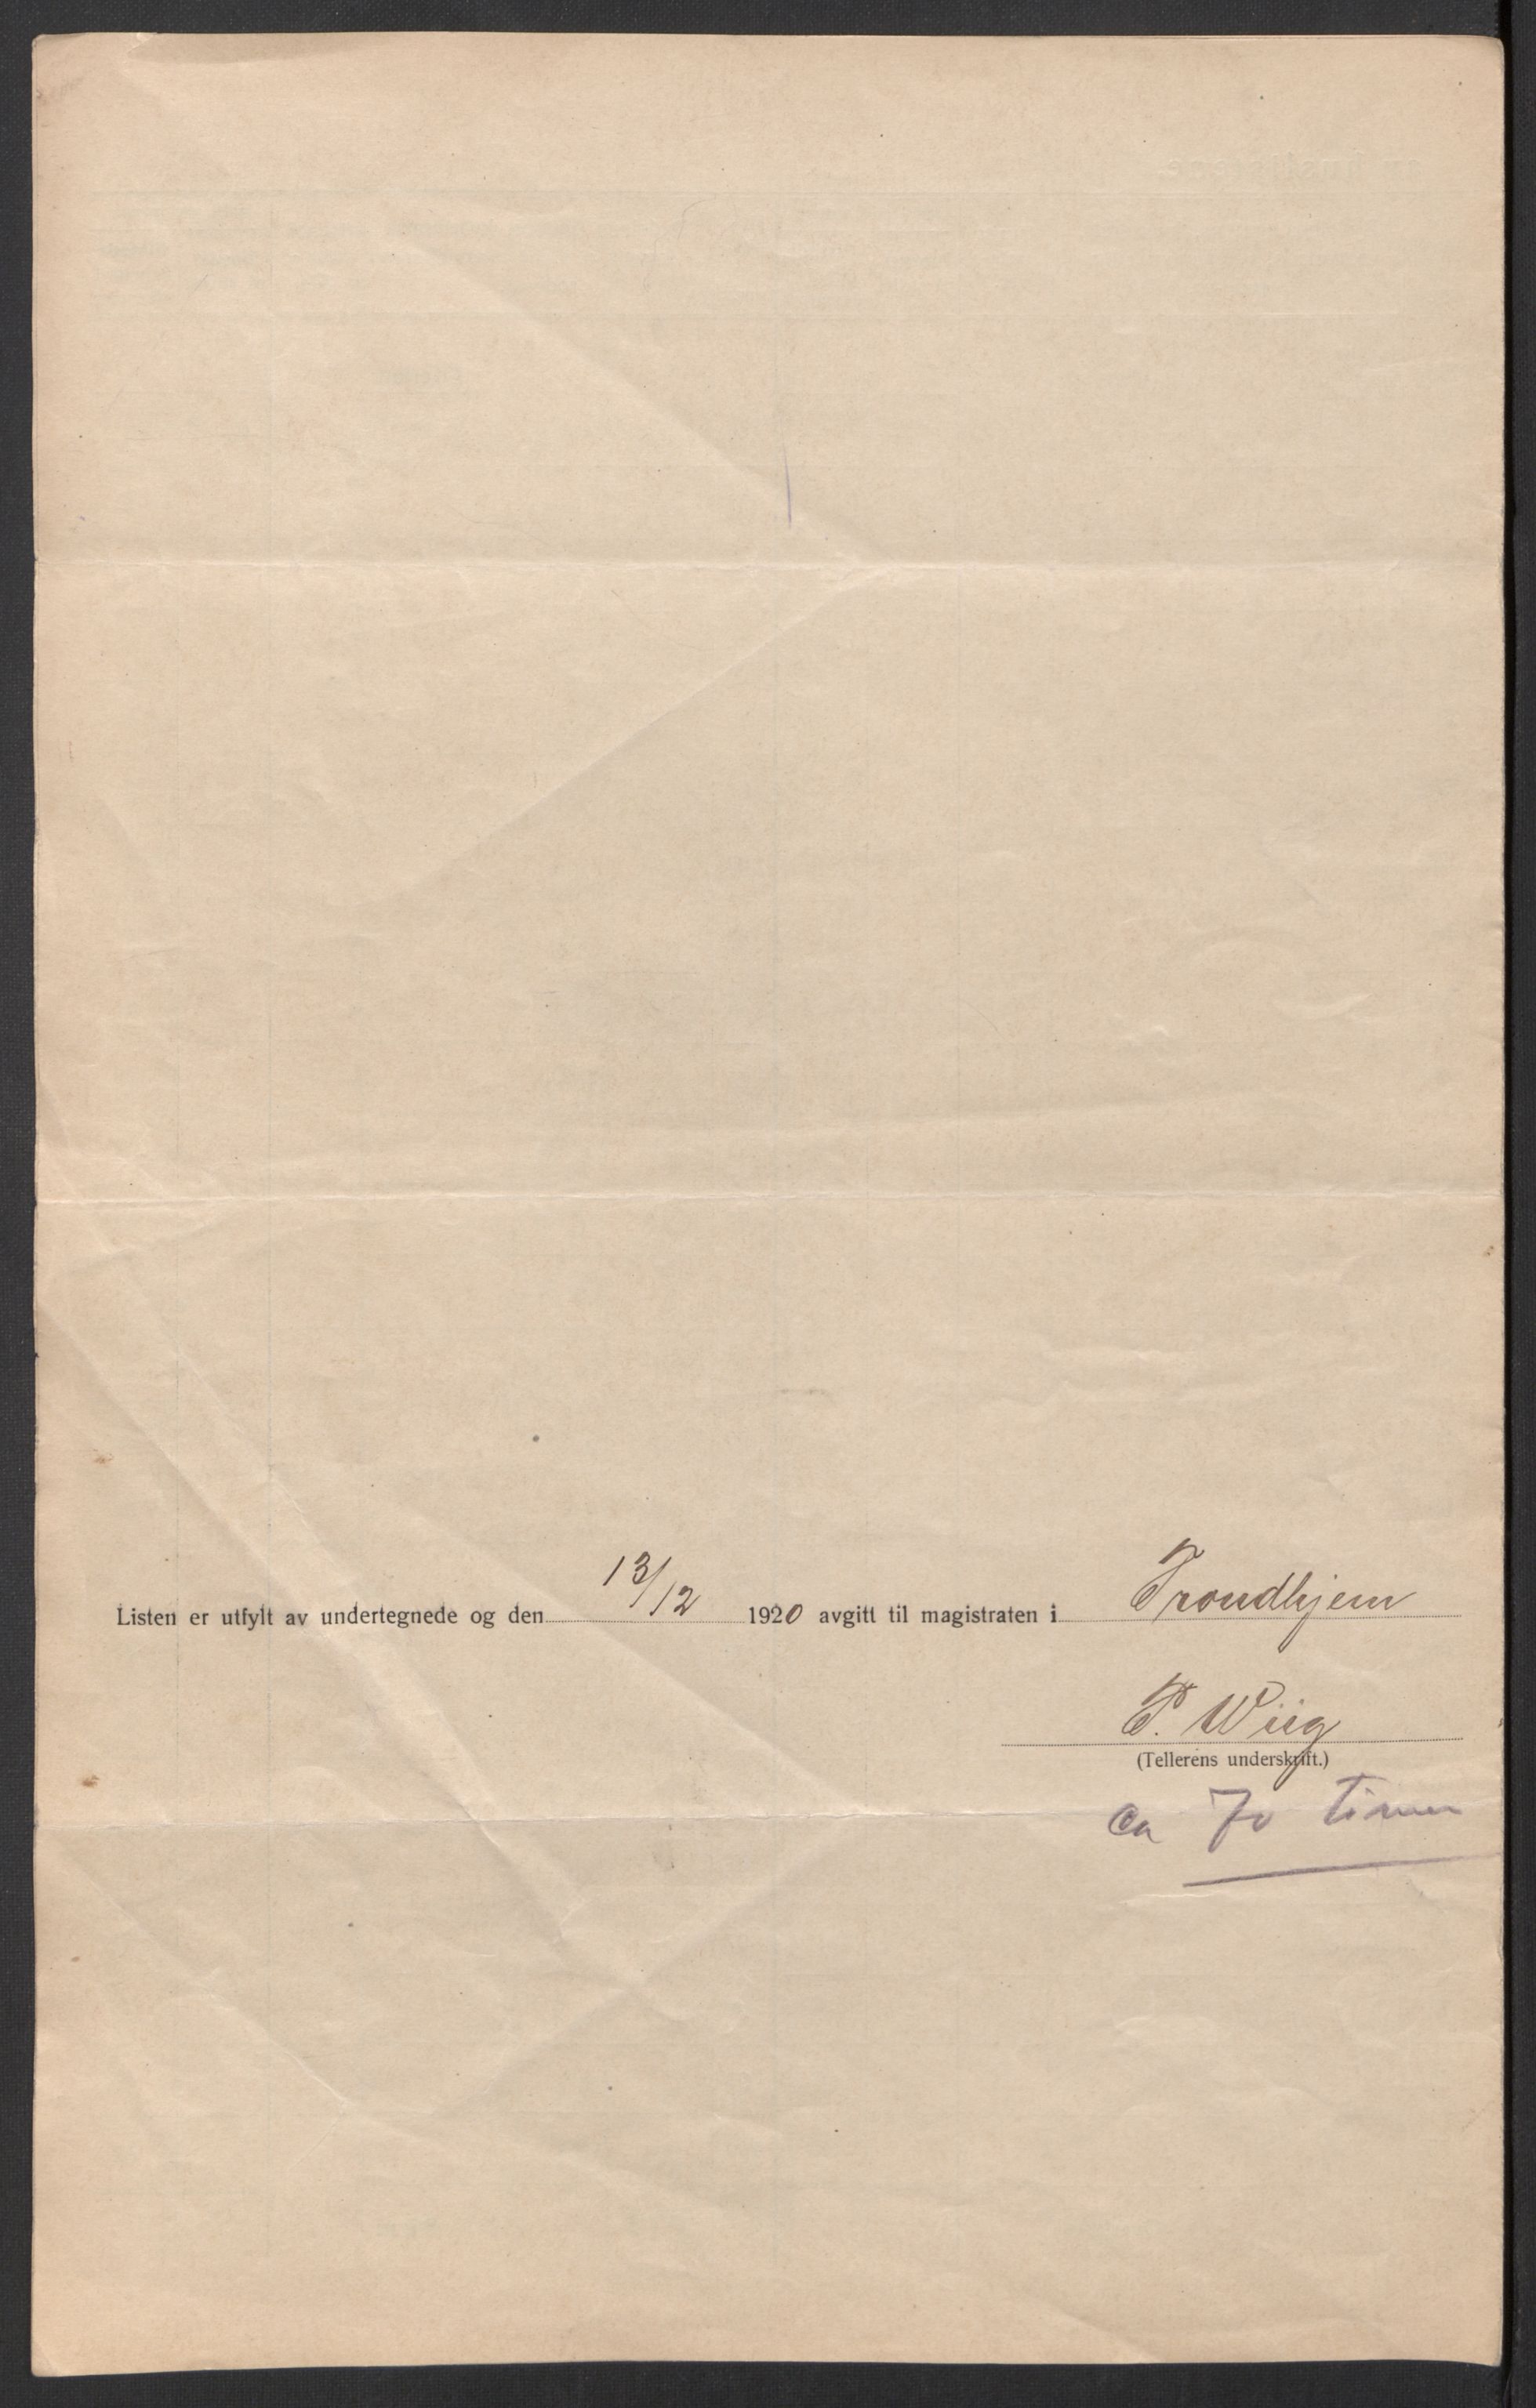 Listen er utfylt av undertegnede og den 13/12 1920 avgitt til magistraten i Trondhjem
P. Wiig
(Tellerens underskrift.)
ca 70 timer